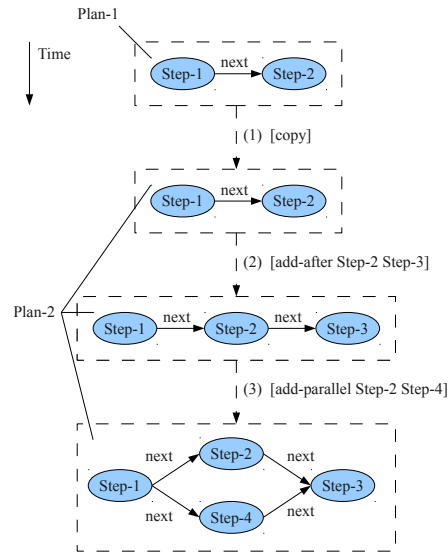 Plan-1
Time
Step-1 next Step-2
(1) [copy]
Step-1 next Step-2
(2) [add-after Step-2 Step-3]
Plan-2
Step-1 next Step-2 next Step-3
(3) [add-parallel Step-2 Step-4]
next Step-2 next
Step-1 Step-3
next Step-4 next